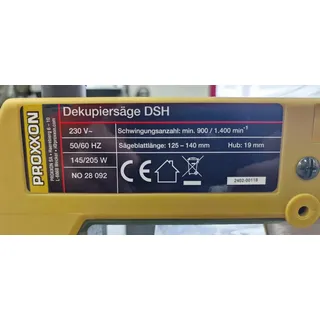 Dekupiersäge DSH
PROXXON
230 V~
Schwingungsanzahl: min. 900 / 1.400 min⁻¹
50/60 HZ
Sägeblattlänge: 125 – 140 mm Hub: 19 mm
145/205 W
NO 28 092
CE